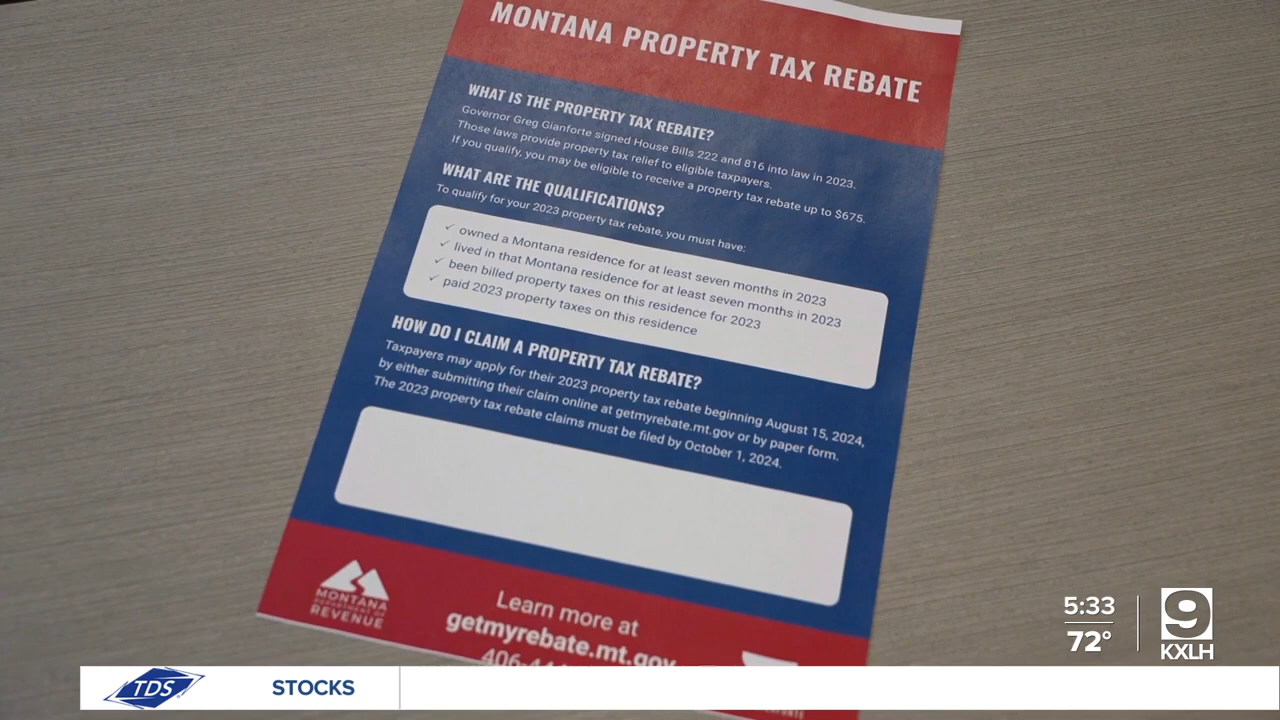 MONTANA PROPERTY TAX REBATE
WHAT IS THE PROPERTY TAX REBATE?
Governor Greg Gianforte signed House Bills 222 and 816 into law in 2023.
Those laws provide property tax relief to eligible taxpayers.
If you qualify, you may be eligible to receive a property tax rebate up to $675.
WHAT ARE THE QUALIFICATIONS?
To qualify for your 2023 property tax rebate, you must have:
✓ owned a Montana residence for at least seven months in 2023
✓ lived in that Montana residence for at least seven months in 2023
✓ been billed property taxes on this residence for 2023
✓ paid 2023 property taxes on this residence
HOW DO I CLAIM A PROPERTY TAX REBATE?
Taxpayers may apply for their 2023 property tax rebate beginning August 15, 2024,
by either submitting their claim online at getmyrebate.mt.gov or by paper form.
The 2023 property tax rebate claims must be filed by October 1, 2024.
MONTANA
DEPARTMENT OF
REVENUE
Learn more at
getmyrebate.mt.gov
406-44
5:33
72°
9
KXLH
TDS
STOCKS